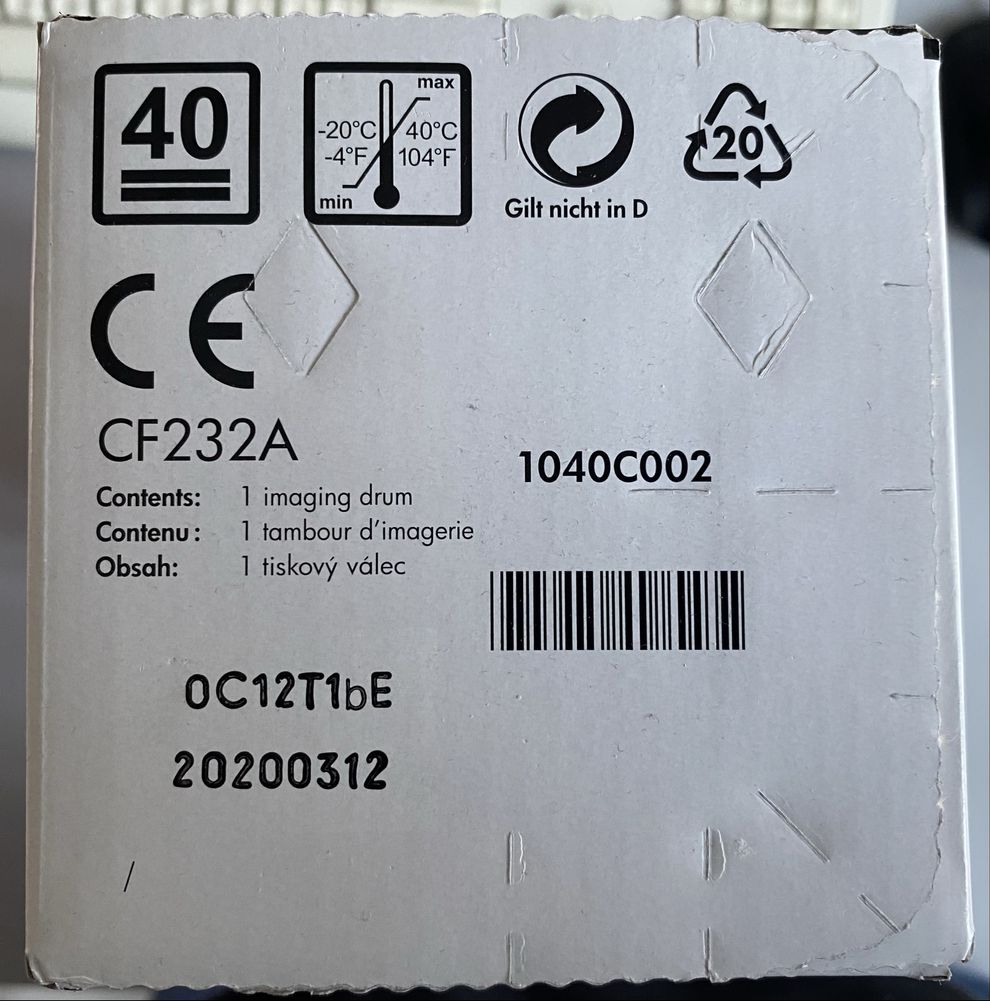 40
max
-20°C 40°C
-4°F 104°F
min
Gilt nicht in D
20
CE
CF232A
1040C002
Contents: 1 imaging drum
Contenu : 1 tambour d'imagerie
Obsah: 1 tiskový válec
0C12T1bE
20200312
/